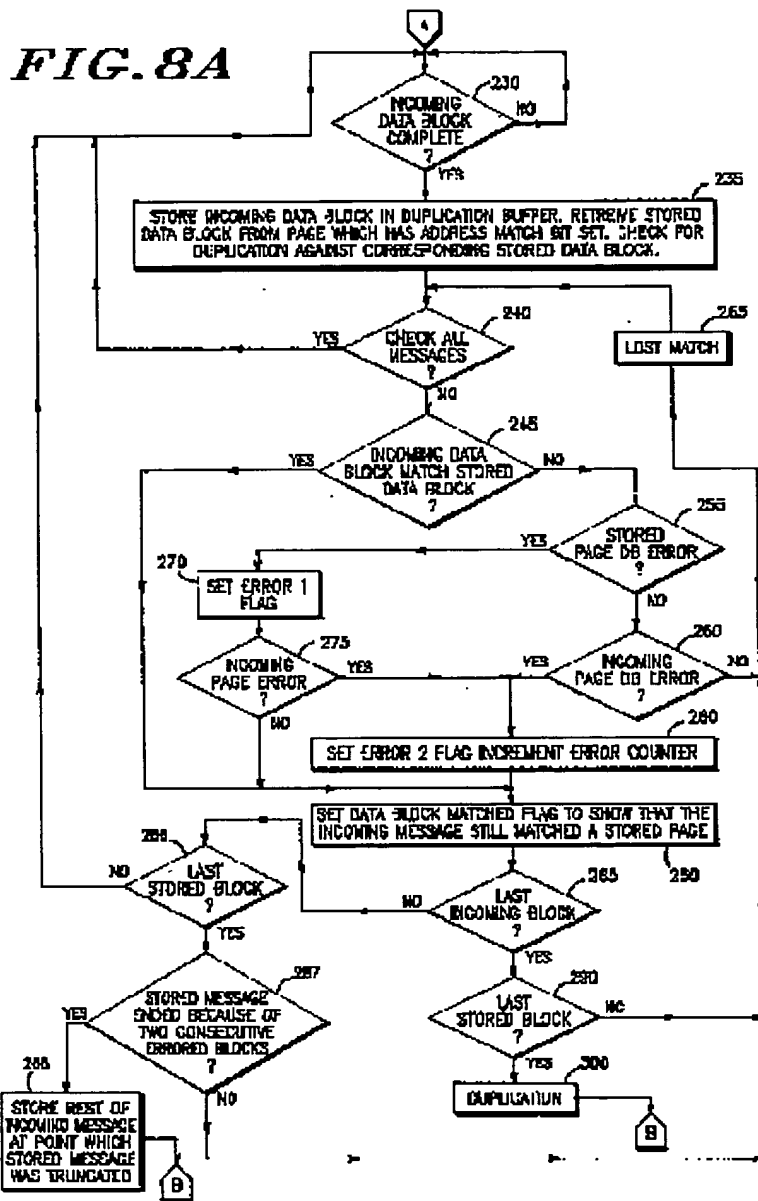 FIG. 8A
A
INCOMING
DATA BLOCK
COMPLETE
?
230
NO
YES
235
STORE INCOMING DATA BLOCK IN DUPLICATION BUFFER. RETRIEVE STORED
DATA BLOCK FROM PAGE WHICH HAS ADDRESS MATCH BIT SET. CHECK FOR
DUPLICATION AGAINST CORRESPONDING STORED DATA BLOCK.
240
YES
CHECK ALL
MESSAGES
?
NO
265
LOST MATCH
245
YES
INCOMING DATA
BLOCK MATCH STORED
DATA BLOCK
?
NO
255
YES
STORED
PAGE DB ERROR
?
NO
270
SET ERROR 1
FLAG
275
INCOMING
PAGE ERROR
?
YES
NO
260
YES
INCOMING
PAGE DB ERROR
?
NO
280
SET ERROR 2 FLAG INCREMENT ERROR COUNTER
SET DATA BLOCK MATCHED FLAG TO SHOW THAT THE
INCOMING MESSAGE STILL MATCHED A STORED PAGE
250
NO
LAST
STORED BLOCK
?
YES
285
NO
LAST
INCOMING BLOCK
?
YES
287
YES
STORED MESSAGE
ENDED BECAUSE OF
TWO CONSECUTIVE
ERRORED BLOCKS
?
NO
290
LAST
STORED BLOCK
?
NO
YES
300
DUPLICATION
STORE REST OF
INCOMING MESSAGE
AT POINT WHICH
STORED MESSAGE
WAS TRUNCATED